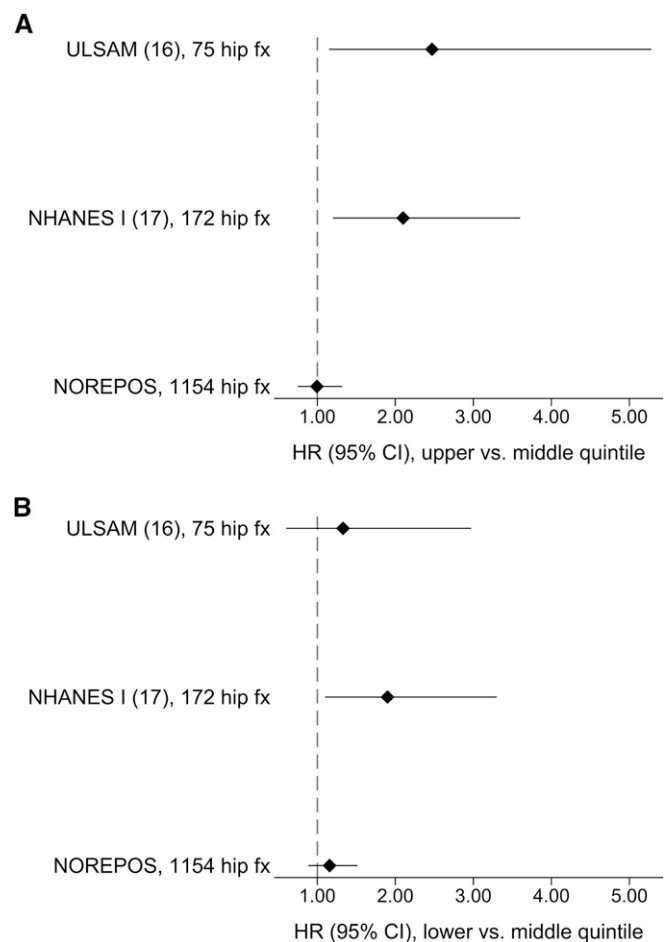 A
ULSAM (16), 75 hip fx
NHANES I (17), 172 hip fx
NOREPOS, 1154 hip fx
1.00 2.00 3.00 4.00 5.00
HR (95% CI), upper vs. middle quintile
B
ULSAM (16), 75 hip fx
NHANES I (17), 172 hip fx
NOREPOS, 1154 hip fx
1.00 2.00 3.00 4.00 5.00
HR (95% CI), lower vs. middle quintile